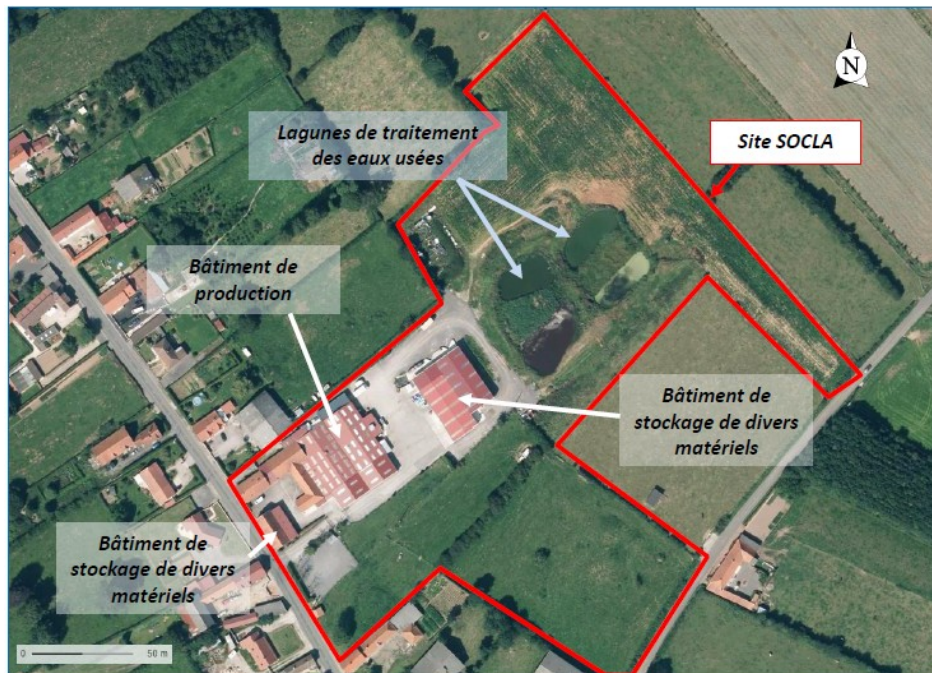 N
Lagunes de traitement
des eaux usées
Site SOCLA
Bâtiment de
production
Bâtiment de
stockage de divers
matériels
Bâtiment de
stockage de divers
matériels
0
50 m